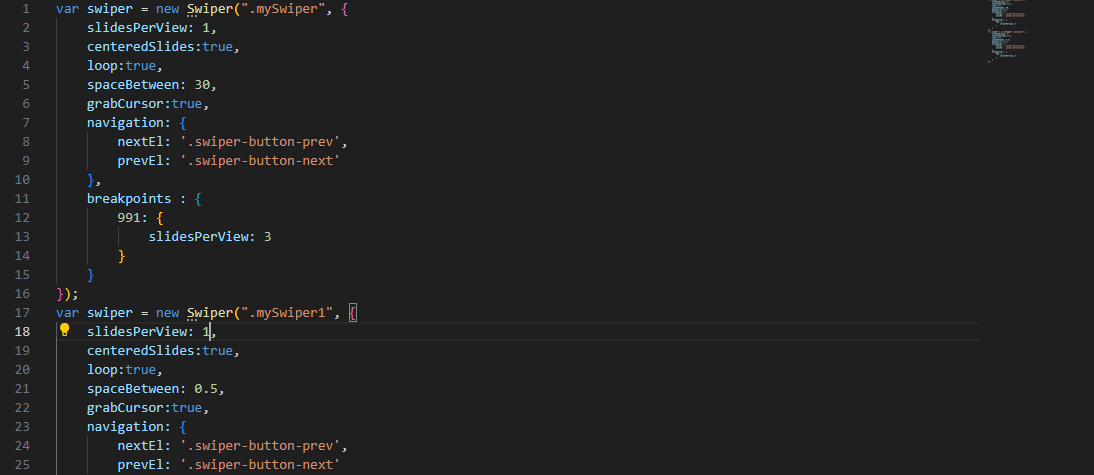 1 var swiper = new Swiper(".mySwiper", {
2     slidesPerView: 1,
3     centeredSlides:true,
4     loop:true,
5     spaceBetween: 30,
6     grabCursor:true,
7     navigation: {
8         nextEl: '.swiper-button-prev',
9         prevEl: '.swiper-button-next'
10     },
11     breakpoints : {
12         991: {
13             slidesPerView: 3
14         }
15     }
16 });
17 var swiper = new Swiper(".mySwiper1", {
18     slidesPerView: 1,
19     centeredSlides:true,
20     loop:true,
21     spaceBetween: 0.5,
22     grabCursor:true,
23     navigation: {
24         nextEl: '.swiper-button-prev',
25         prevEl: '.swiper-button-next'